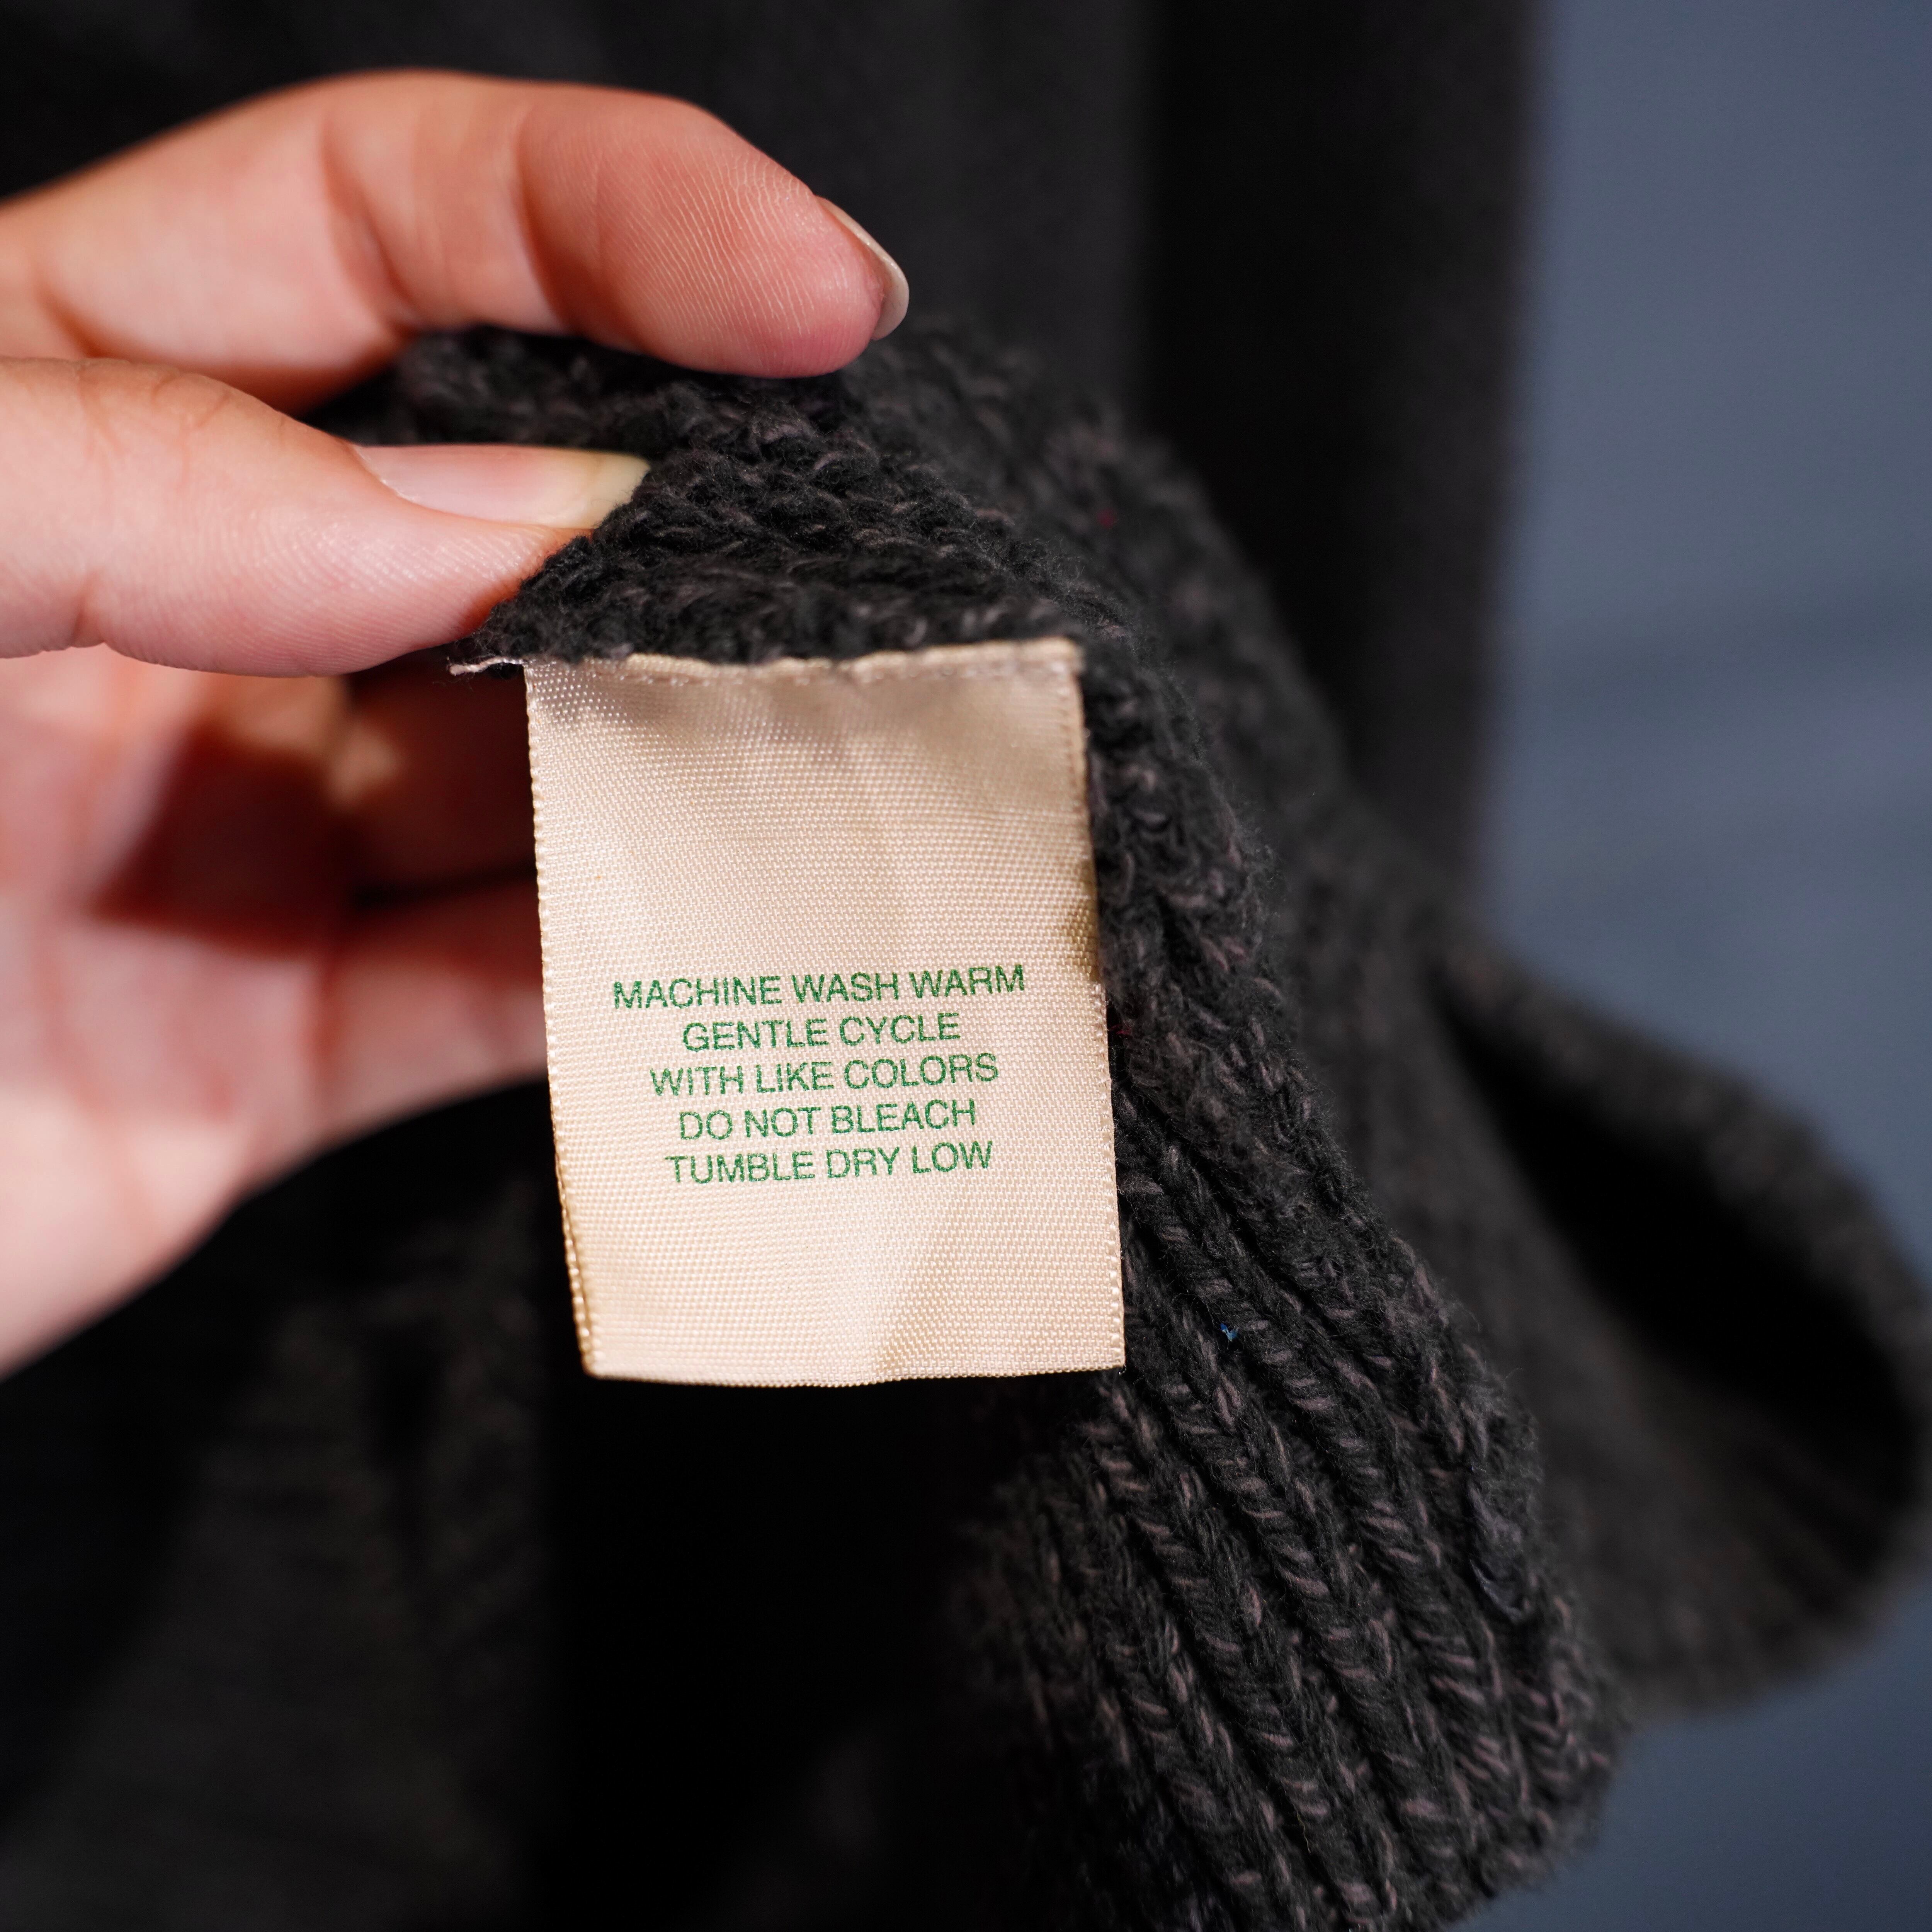 MACHINE WASH WARM
GENTLE CYCLE
WITH LIKE COLORS
DO NOT BLEACH
TUMBLE DRY LOW